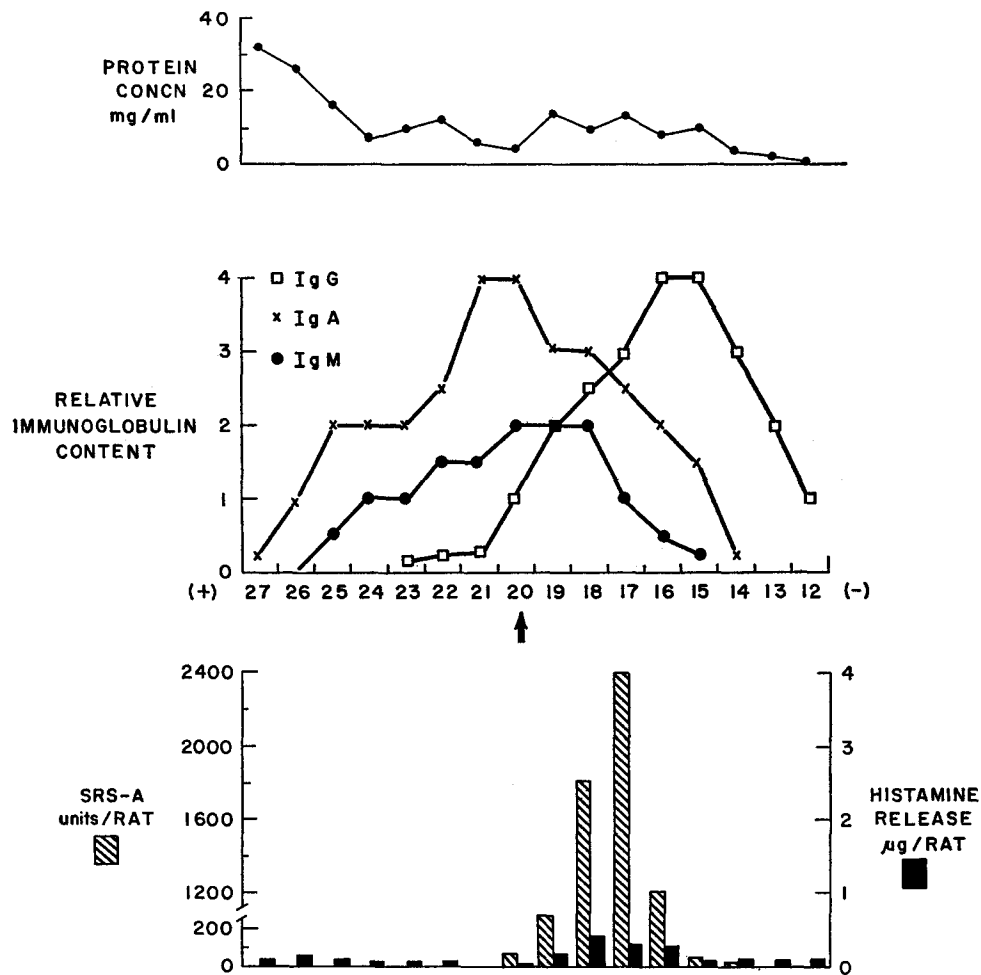 PROTEIN
CONCN
mg/ml
40
20
0
□ IgG
x IgA
● IgM
RELATIVE
IMMUNOGLOBULIN
CONTENT
4
3
2
1
0
(+) 27 26 25 24 23 22 21 20 19 18 17 16 15 14 13 12 (-)
SRS-A
units/RAT
2400
2000
1600
1200
200
0
4
3
2
1
0
HISTAMINE
RELEASE
µg/RAT